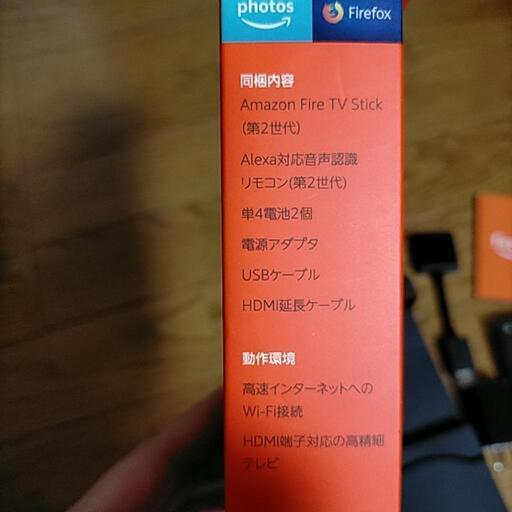 photos
Firefox
同梱内容
Amazon Fire TV Stick
(第2世代)
Alexa対応音声認識
リモコン(第2世代)
単4電池2個
電源アダプタ
USBケーブル
HDMI延長ケーブル
動作環境
高速インターネットへの
Wi-Fi接続
HDMI端子対応の高精細
テレビ